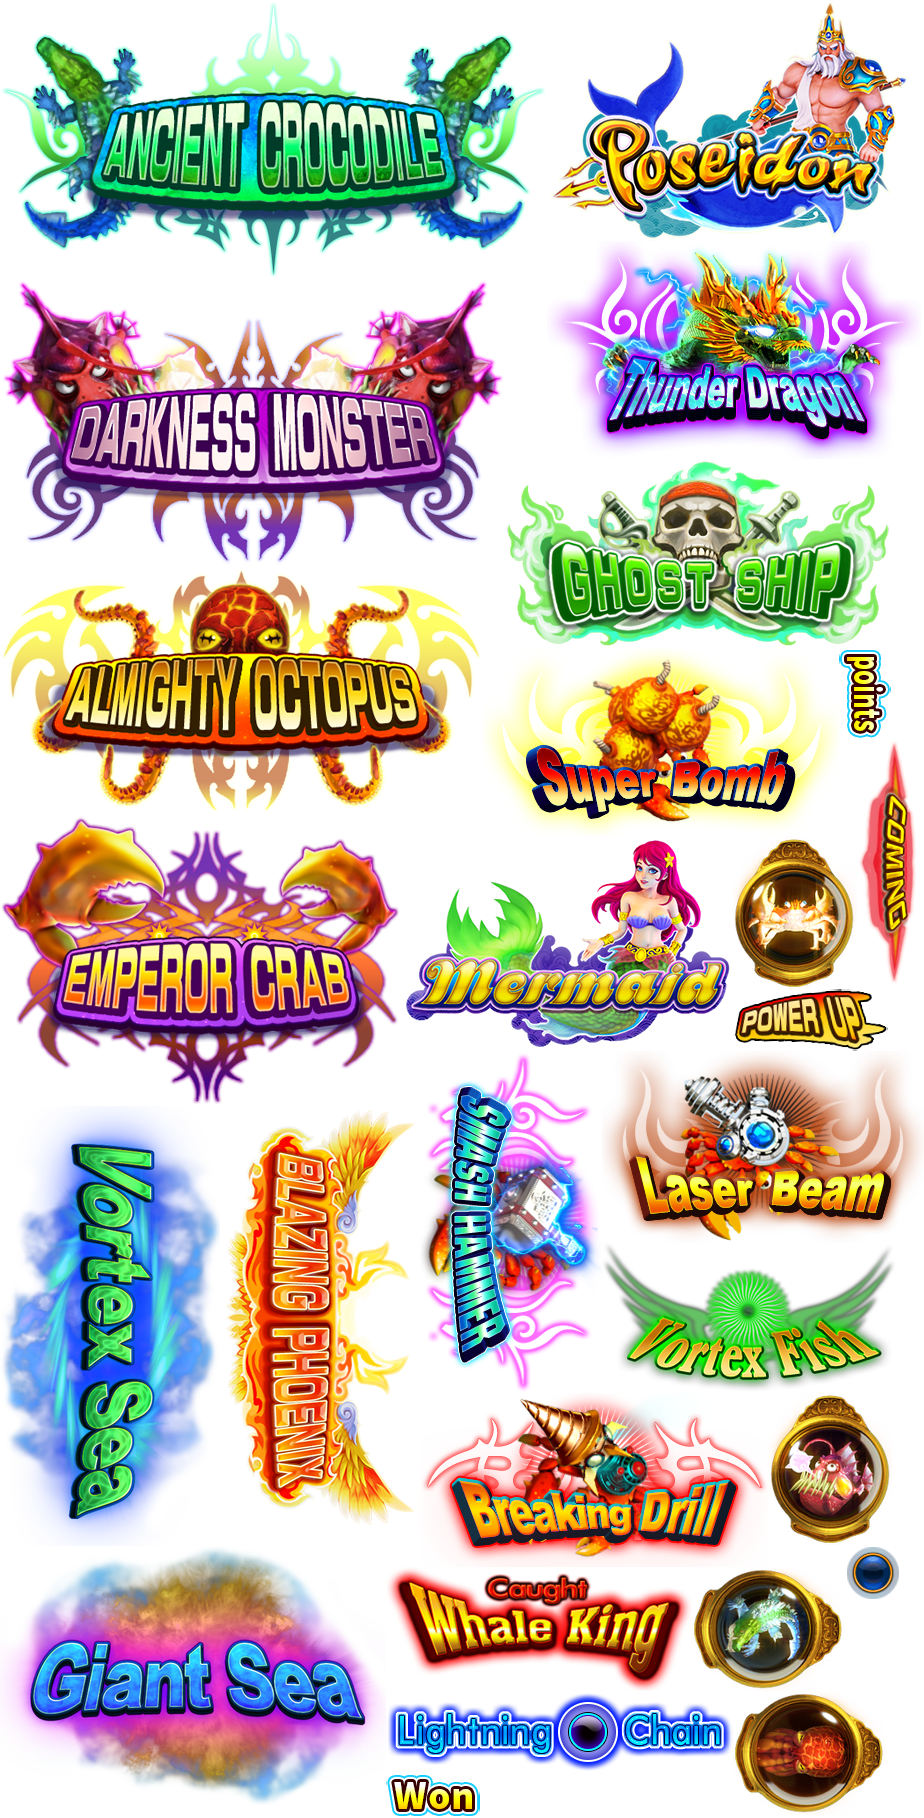 ANCIENT CROCODILE
Poseidon
Thunder Dragon
DARKNESS MONSTER
GHOST SHIP
ALMIGHTY OCTOPUS
points
Super Bomb
COMING
EMPEROR CRAB
Mermaid
POWER UP
SMASH HAMMER
Laser Beam
Vortex Sea
BLAZING PHOENIX
Vortex Fish
Breaking Drill
Caught
Whale King
Giant Sea
Lightning Chain
Won